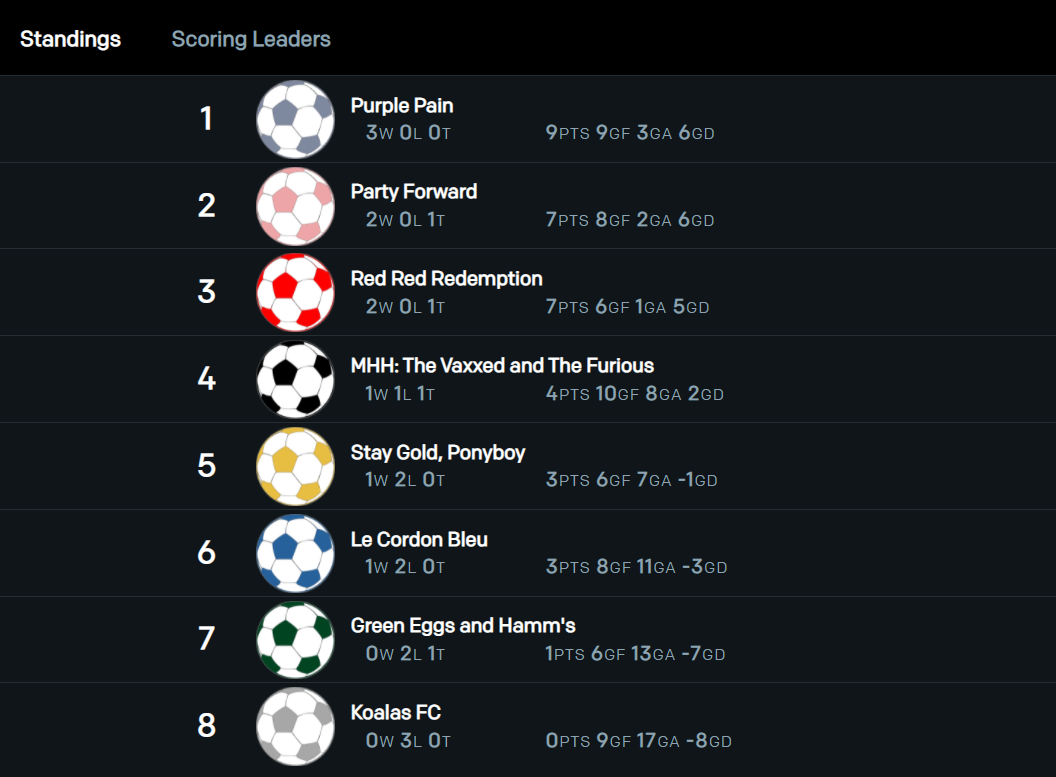 Standings Scoring Leaders
1 Purple Pain
3W 0L 0T 9PTS 9GF 3GA 6GD
2 Party Forward
2W 0L 1T 7PTS 8GF 2GA 6GD
3 Red Red Redemption
2W 0L 1T 7PTS 6GF 1GA 5GD
4 MHH: The Vaxxed and The Furious
1W 1L 1T 4PTS 10GF 8GA 2GD
5 Stay Gold, Ponyboy
1W 2L 0T 3PTS 6GF 7GA -1GD
6 Le Cordon Bleu
1W 2L 0T 3PTS 8GF 11GA -3GD
7 Green Eggs and Hamm's
0W 2L 1T 1PTS 6GF 13GA -7GD
8 Koalas FC
0W 3L 0T 0PTS 9GF 17GA -8GD